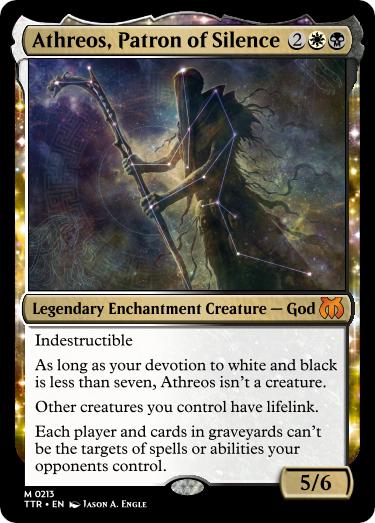 Athreos, Patron of Silence 2
Legendary Enchantment Creature — God
Indestructible
As long as your devotion to white and black
is less than seven, Athreos isn't a creature.
Other creatures you control have lifelink.
Each player and cards in graveyards can't
be the targets of spells or abilities your
opponents control.
5/6
M 0213
TTR • EN Jason A. Engle